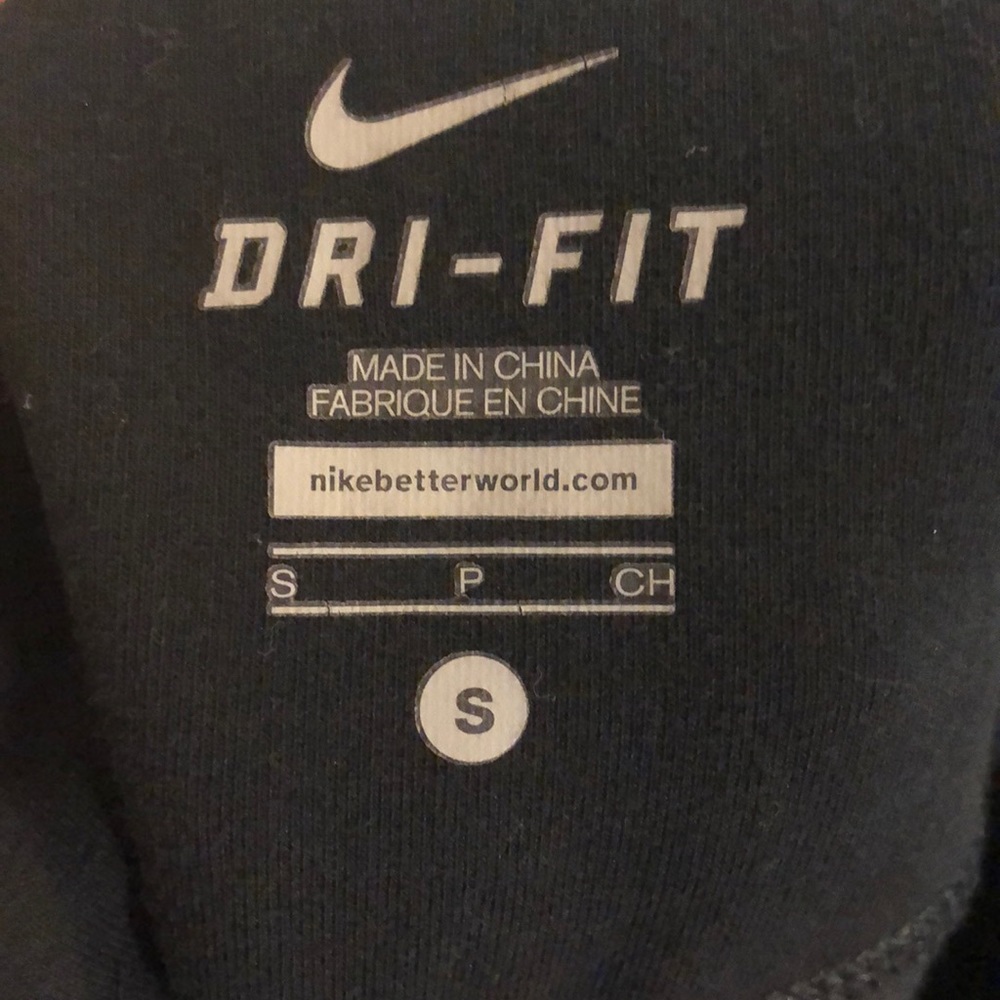 DRI-FIT
MADE IN CHINA
FABRIQUE EN CHINE
nikebetterworld.com
S P CH
S